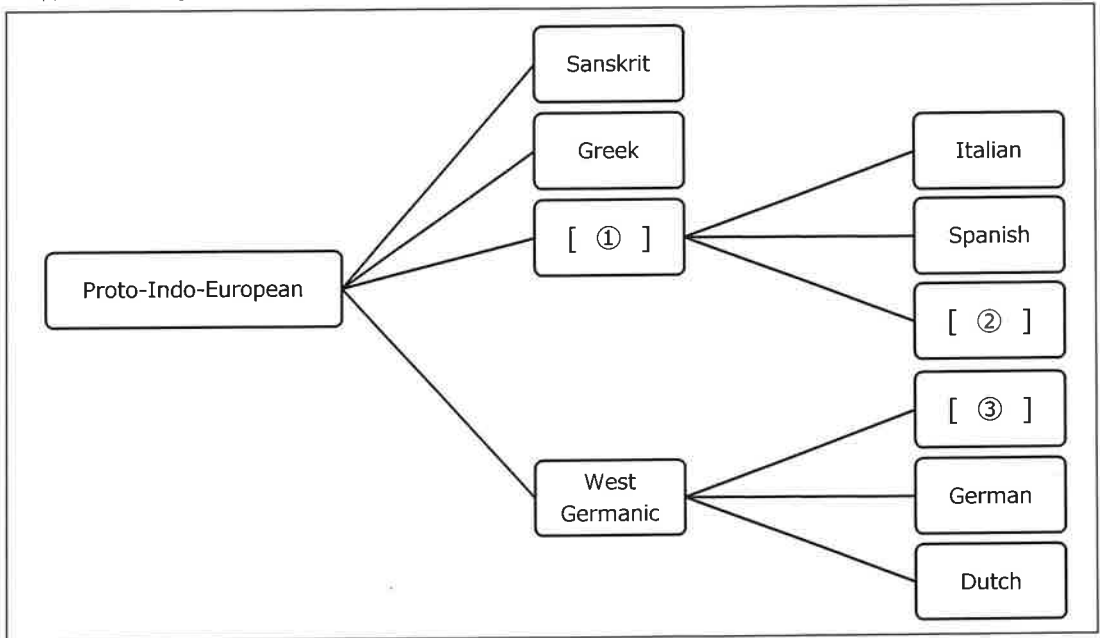 Sanskrit
Greek
[ ① ]
Italian
Spanish
[ ② ]
Proto-Indo-European
[ ③ ]
West
Germanic
German
Dutch